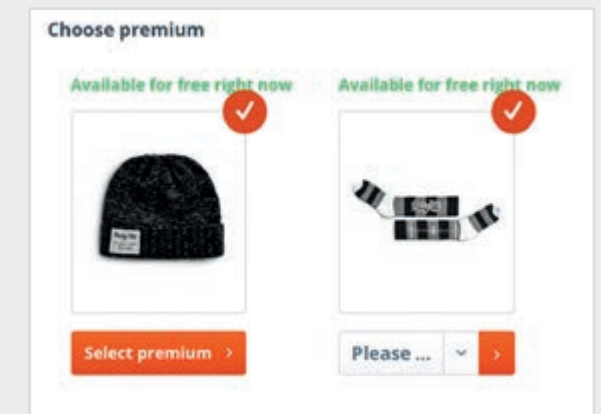 Choose premium
Available for free right now
Available for free right now
Select premium
Please ...